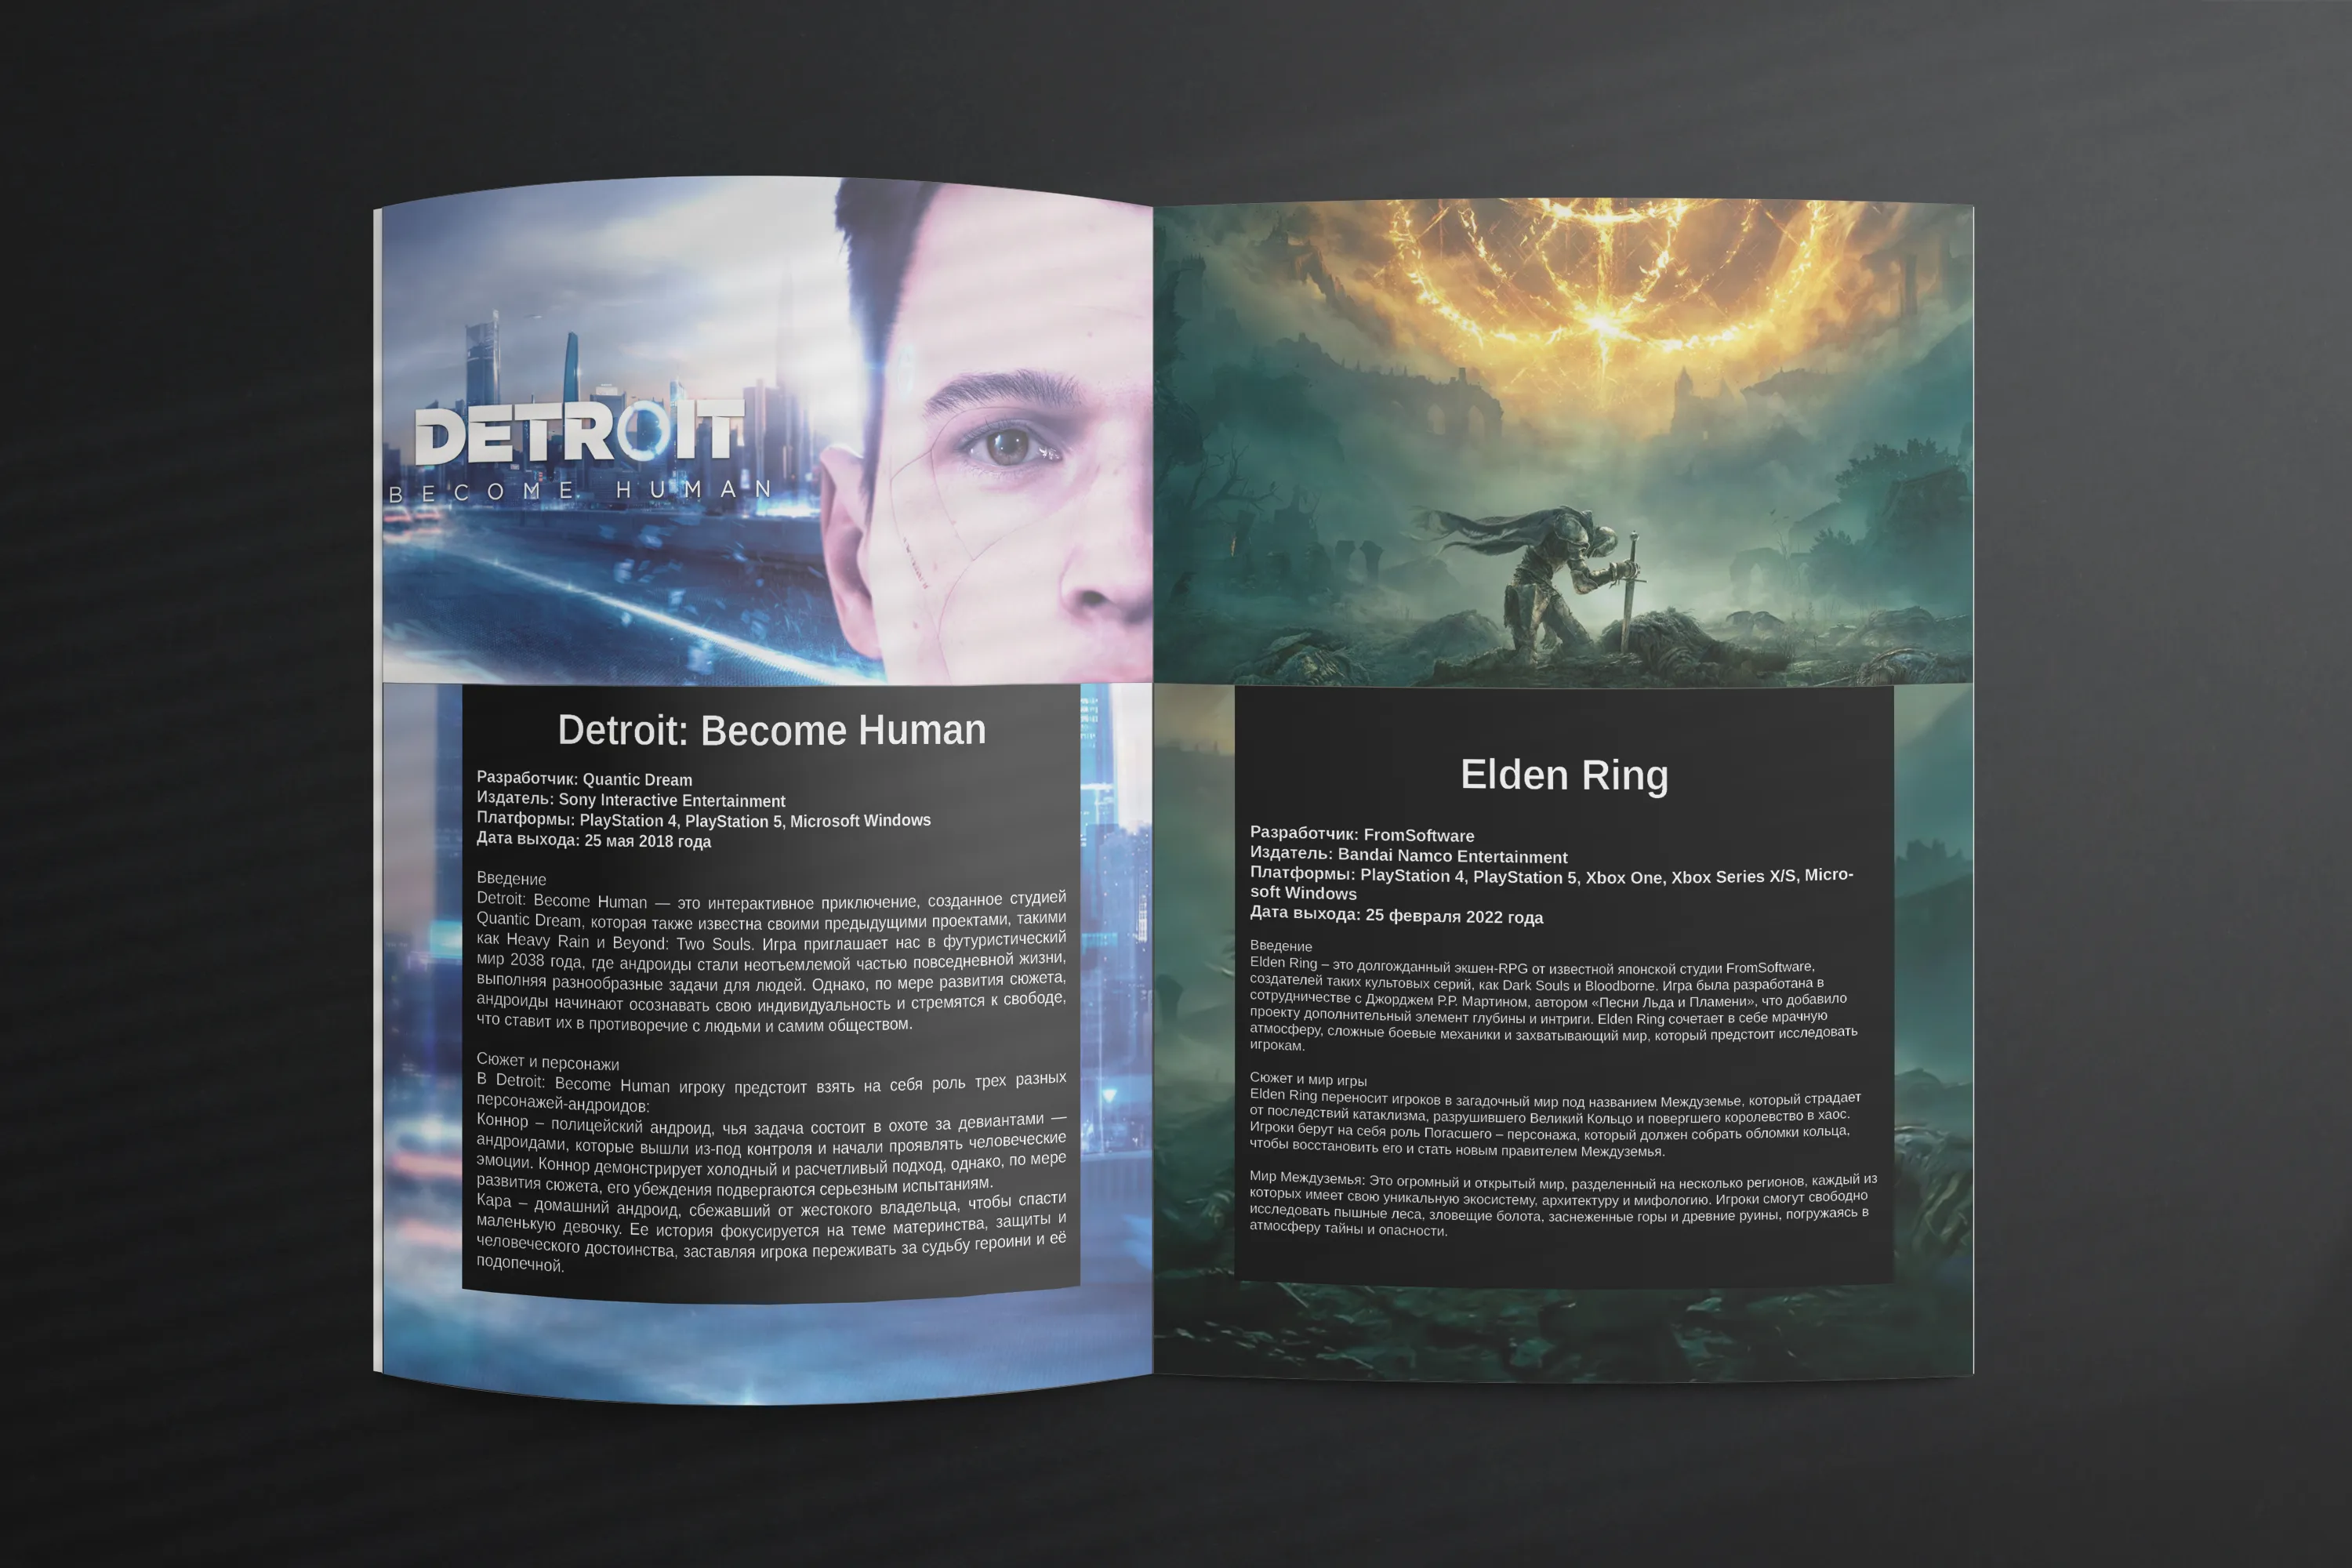 DETROIT
BECOME HUMAN
Detroit: Become Human
Разработчик: Quantic Dream
Издатель: Sony Interactive Entertainment
Платформы: PlayStation 4, PlayStation 5, Microsoft Windows
Дата выхода: 25 мая 2018 года
Введение
Detroit: Become Human — это интерактивное приключение, созданное студией
Quantic Dream, которая также известна своими предыдущими проектами, такими
как Heavy Rain и Beyond: Two Souls. Игра приглашает нас в футуристический
мир 2038 года, где андроиды стали неотъемлемой частью повседневной жизни,
выполняя разнообразные задачи для людей. Однако, по мере развития сюжета,
андроиды начинают осознавать свою индивидуальность и стремятся к свободе,
что ставит их в противоречие с людьми и самим обществом.
Сюжет и персонажи
В Detroit: Become Human игроку предстоит взять на себя роль трех разных
персонажей-андроидов:
Коннор – полицейский андроид, чья задача состоит в охоте за девиантами —
андроидами, которые вышли из-под контроля и начали проявлять человеческие
эмоции. Коннор демонстрирует холодный и расчетливый подход, однако, по мере
развития сюжета, его убеждения подвергаются серьезным испытаниям.
Кара – домашний андроид, сбежавший от жестокого владельца, чтобы спасти
маленькую девочку. Ее история фокусируется на теме материнства, защиты и
человеческого достоинства, заставляя игрока переживать за судьбу героини и её
подопечной.
Elden Ring
Разработчик: FromSoftware
Издатель: Bandai Namco Entertainment
Платформы: PlayStation 4, PlayStation 5, Xbox One, Xbox Series X/S, Micro-
soft Windows
Дата выхода: 25 февраля 2022 года
Введение
Elden Ring – это долгожданный экшен-RPG от известной японской студии FromSoftware,
создателей таких культовых серий, как Dark Souls и Bloodborne. Игра была разработана в
сотрудничестве с Джорджем Р.Р. Мартином, автором «Песни Льда и Пламени», что добавило
проекту дополнительный элемент глубины и интриги. Elden Ring сочетает в себе мрачную
атмосферу, сложные боевые механики и захватывающий мир, который предстоит исследовать
игрокам.
Сюжет и мир игры
Elden Ring переносит игроков в загадочный мир под названием Междуземье, который страдает
от последствий катаклизма, разрушившего Великий Кольцо и повергшего королевство в хаос.
Игроки берут на себя роль Погасшего – персонажа, который должен собрать обломки кольца,
чтобы восстановить его и стать новым правителем Междуземья.
Мир Междуземья: Это огромный и открытый мир, разделенный на несколько регионов, каждый из
которых имеет свою уникальную экосистему, архитектуру и мифологию. Игроки смогут свободно
исследовать пышные леса, зловещие болота, заснеженные горы и древние руины, погружаясь в
атмосферу тайны и опасности.